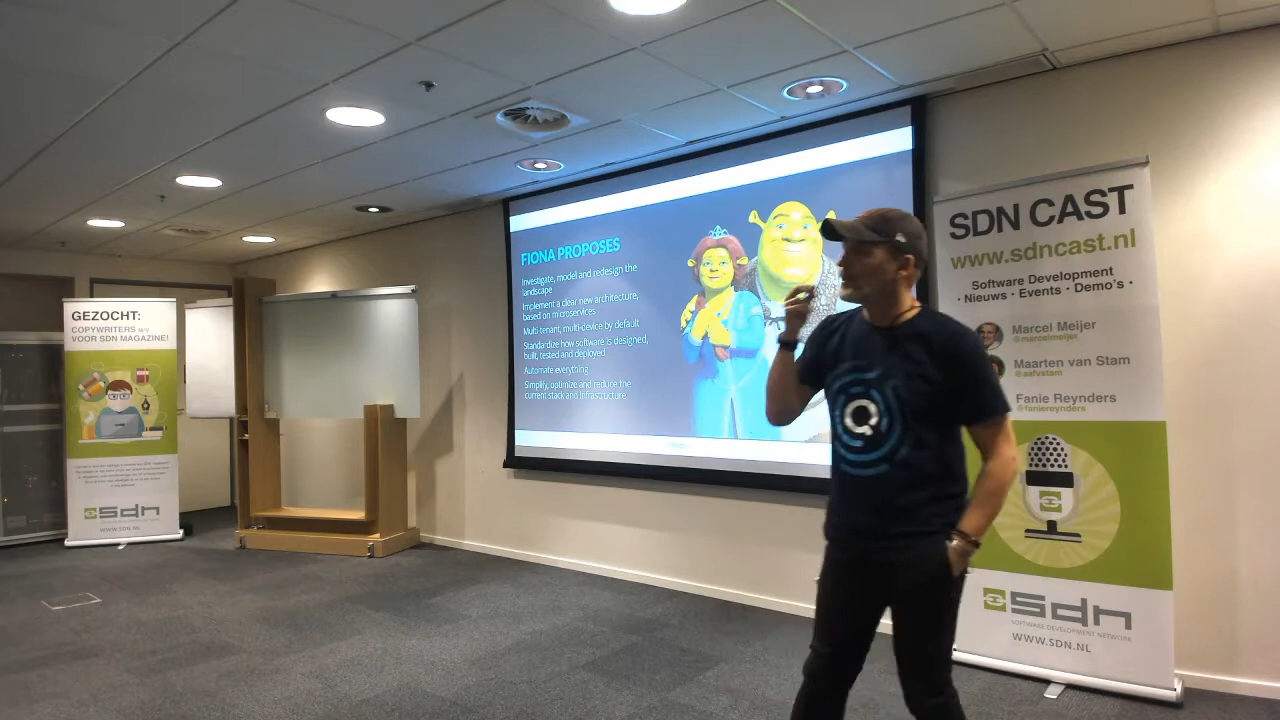 GEZOCHT:
COPYWRITERS M/V
VOOR SDN MAGAZINE!
sdn
WWW.SDN.NL
FIONA PROPOSES
Investigate, model and redesign the
landscape
Implement a clear new architecture,
based on microservices
Multi-tenant, multi-device by default
Standardize how software is designed,
built, tested and deployed
Automate everything
Simplify, optimize and reduce the
current stack and infrastructure
SDN CAST
www.sdncast.nl
Software Development
· Nieuws · Events · Demo's ·
Marcel Meijer
@marcelmeijer
Maarten van Stam
@aafvstam
Fanie Reynders
@faniereynders
sdn
SOFTWARE DEVELOPMENT NETWORK
WWW.SDN.NL